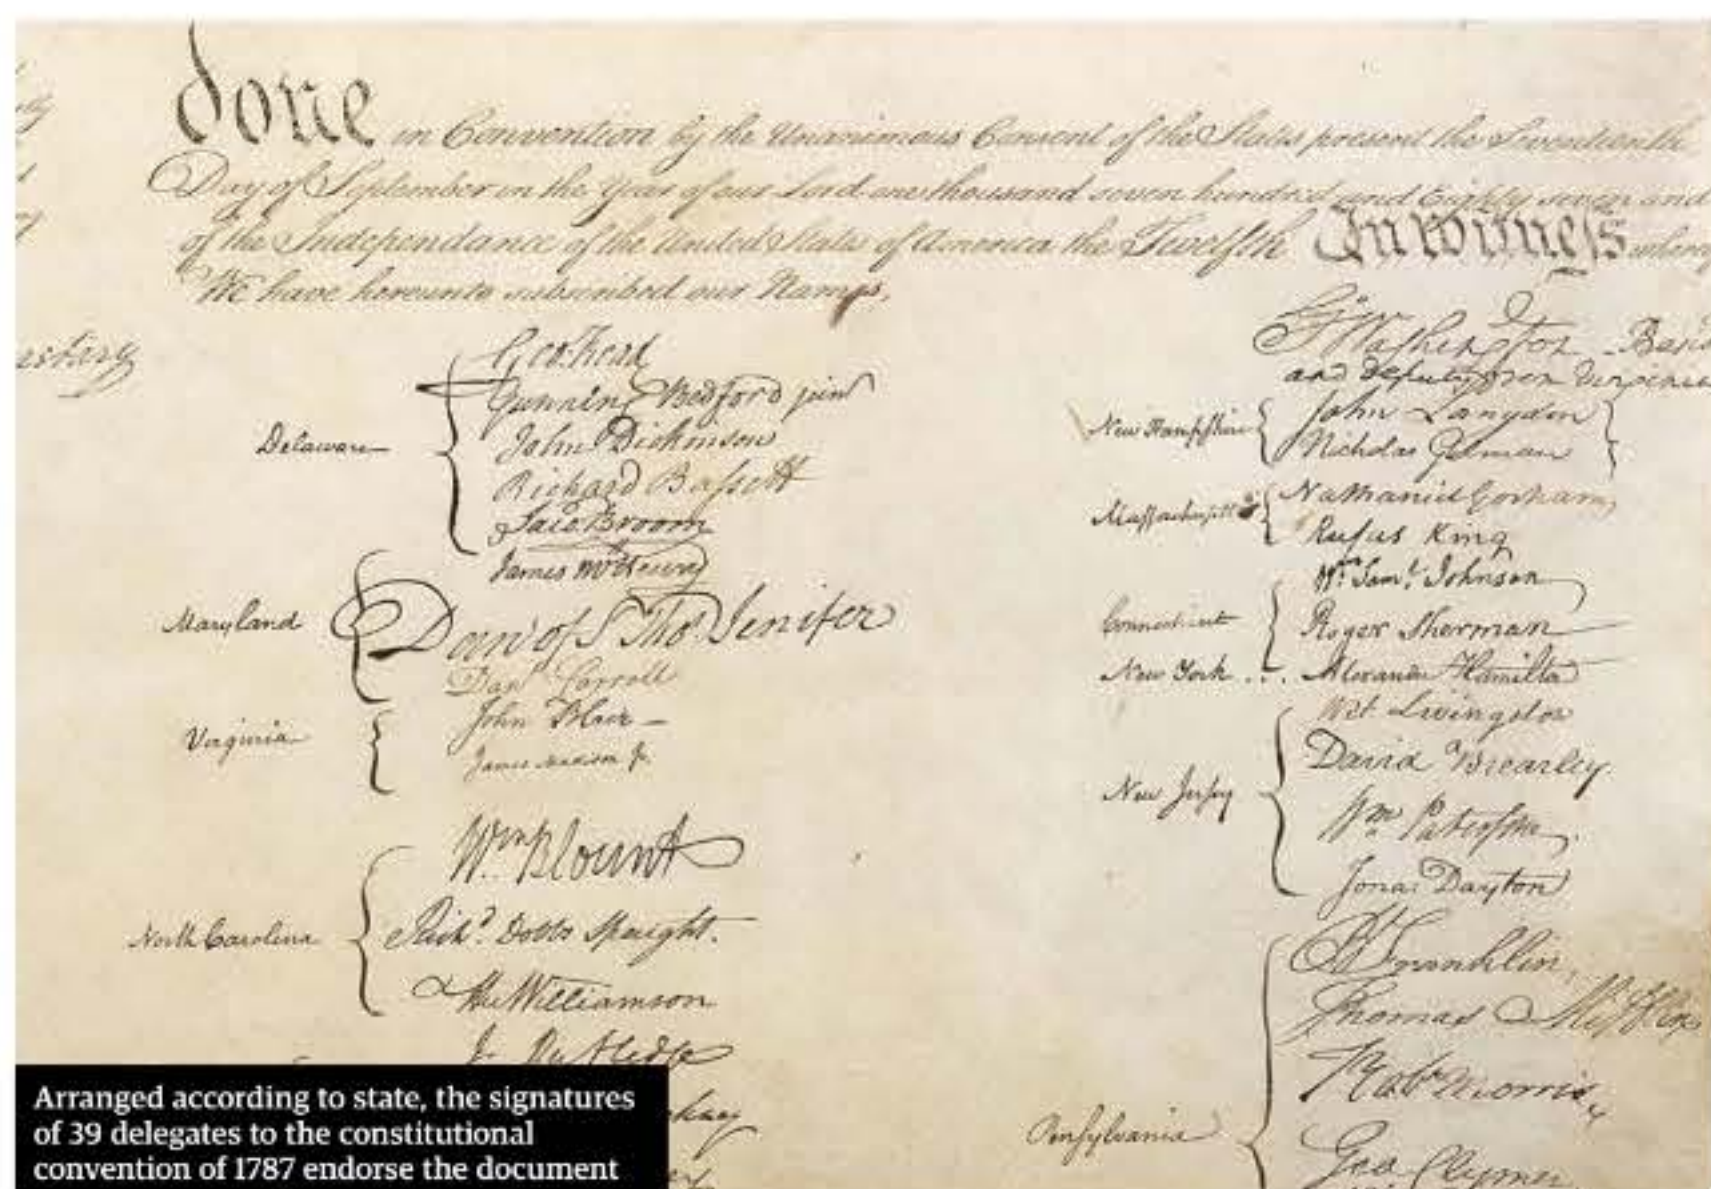 done in Convention by the Unanimous Consent of the States present the Seventeenth
Day of September in the Year of our Lord one thousand seven hundred and Eighty seven and
of the Independance of the United States of America the Twelfth In Witness
We have hereunto subscribed our Names,
Delaware
Geo: Read
Gunning Bedford jun
John Dickinson
Richard Bassett
Jaco: Broom
Maryland
James McHenry
Dan of St Thos. Jenifer
Danl Carroll
Virginia
John Blair –
James Madison Jr.
North Carolina
Wm Blount
Richd. Dobbs Spaight.
Hu Williamson
J. Rutledge
Go. Washington
and deputy from Virginia
New Hampshire
John Langdon
Nicholas Gilman
Massachusetts
Nathaniel Gorham
Rufus King
Connecticut
Wm. Saml. Johnson
Roger Sherman
New York ... Alexander Hamilton
New Jersey
Wil: Livingston
David Brearley.
Wm Paterson.
Jona: Dayton
Pensylvania
B Franklin
Thomas Mifflin
Robt Morris
Geo. Clymer
Arranged according to state, the signatures
of 39 delegates to the constitutional
convention of 1787 endorse the document